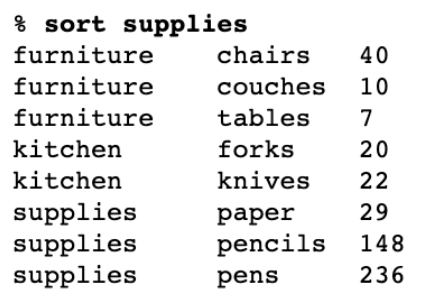 % sort supplies
furniture chairs 40
furniture couches 10
furniture tables 7
kitchen forks 20
kitchen knives 22
supplies paper 29
supplies pencils 148
supplies pens 236